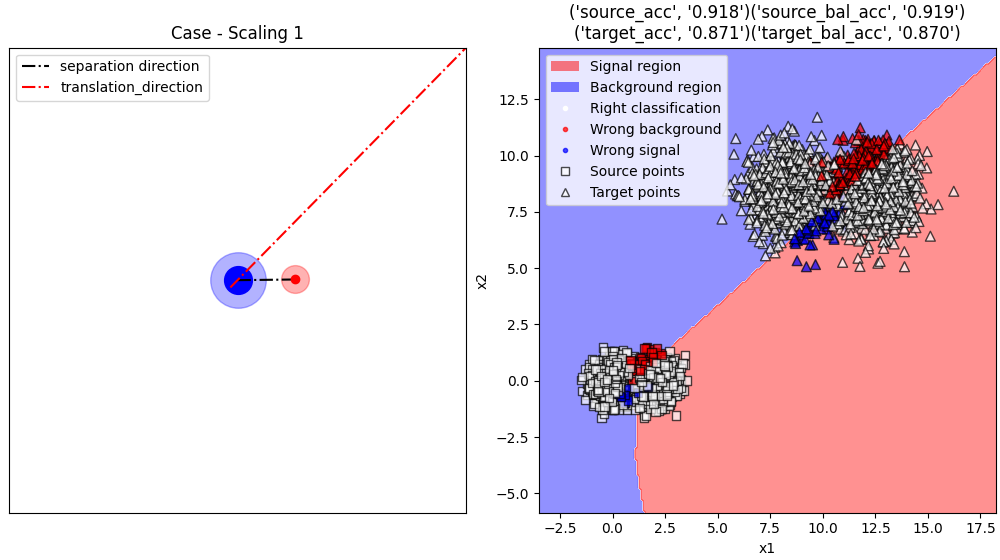 Case - Scaling 1
separation direction
translation_direction
('source_acc', '0.918')('source_bal_acc', '0.919')
('target_acc', '0.871')('target_bal_acc', '0.870')
Signal region
Background region
Right classification
Wrong background
Wrong signal
Source points
Target points
x2
12.5
10.0
7.5
5.0
2.5
0.0
−2.5
−5.0
−2.5 0.0 2.5 5.0 7.5 10.0 12.5 15.0 17.5
x1